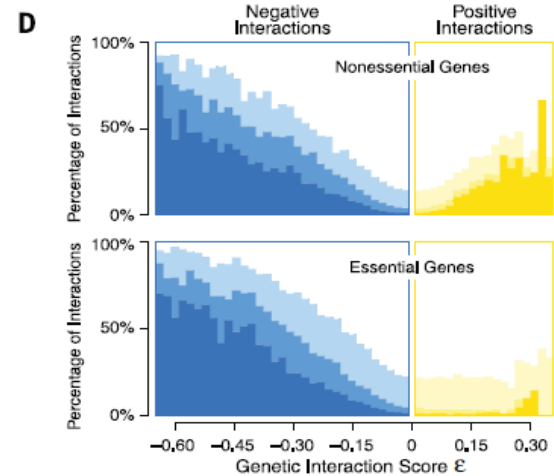 D
Negative
Interactions
Positive
Interactions
100%
Nonessential Genes
50%
0%
Percentage of Interactions
100%
Essential Genes
50%
0%
Percentage of Interactions
−0.60 −0.45 −0.30 −0.15 0 0.15 0.30
Genetic Interaction Score ε